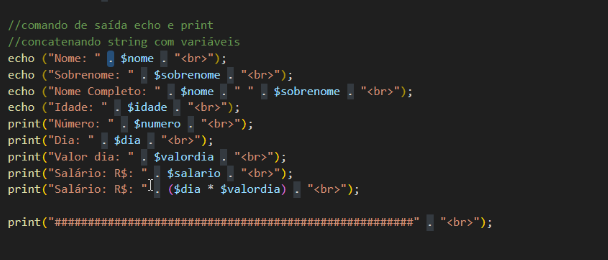 //comando de saída echo e print
//concatenando string com variáveis
echo ("Nome: " . $nome . "<br>");
echo ("Sobrenome: " . $sobrenome . "<br>");
echo ("Nome Completo: " . $nome . " " . $sobrenome . "<br>");
echo ("Idade: " . $idade . "<br>");
print("Número: " . $numero . "<br>");
print("Dia: " . $dia . "<br>");
print("Valor dia: " . $valordia . "<br>");
print("Salário: R$: " . $salario . "<br>");
print("Salário: R$: " . ($dia * $valordia) . "<br>");
print("#######################################################" . "<br>");